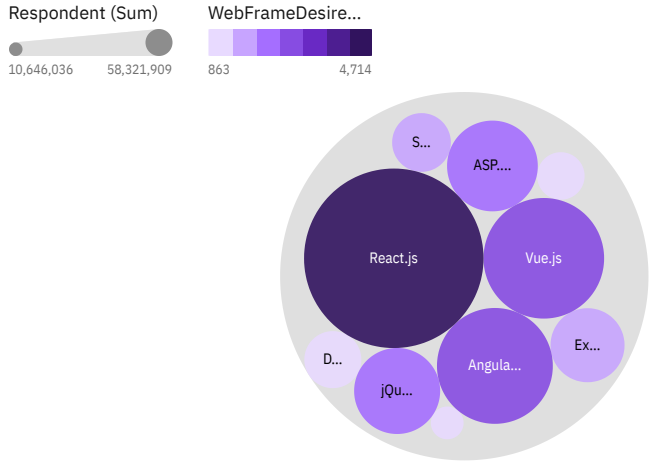 Respondent (Sum)
WebFrameDesire...
10,646,036
58,321,909
863
4,714
S...
ASP....
React.js
Vue.js
D...
Ex...
Angula...
jQu...